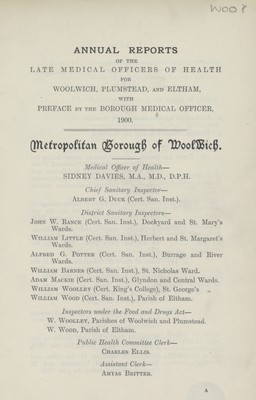 WOO 8
ANNUAL REPORTS
OF THE
LATE MEDICAL OFFICERS OF HEALTH
FOR
WOOLWICH, PLUMSTEAD, AND ELTHAM,
WITH
PREFACE BY THE BOROUGH MEDICAL OFFICER,
1900.
Metropolitan Borough of Woolwich.
Medical Officer of Health—
SIDNEY DAVIES, M.A., M.D., D.P.H.
Chief Sanitary Inspector—
ALBERT G. DUCK (Cert. San. Inst.).
District Sanitary Inspectors—
JOHN W. RANCE (Cert. San. Inst.), Dockyard and St. Mary's
Wards.
WILLIAM LITTLE (Cert. San. Inst.), Herbert and St. Margaret's
Wards.
ALFRED G. POTTER (Cert. San. Inst.), Burrage and River
Wards.
WILLIAM BARNES (Cert. San. Inst.), St. Nicholas Ward.
ADAM MACKIE (Cert. San. Inst.), Glyndon and Central Wards.
WILLIAM WOOLLEY (Cert. King's College), St. George's „
WILLIAM WOOD (Cert. San. Inst.), Parish of Eltham.
Inspectors under the Food and Drugs Act—
W. WOOLLEY, Parishes of Woolwich and Plumstead.
W. WOOD, Parish of Eltham.
Public Health Committee Clerk—
CHARLES ELLIS.
Assistant Clerk—
AMYAS BRITTER.
A